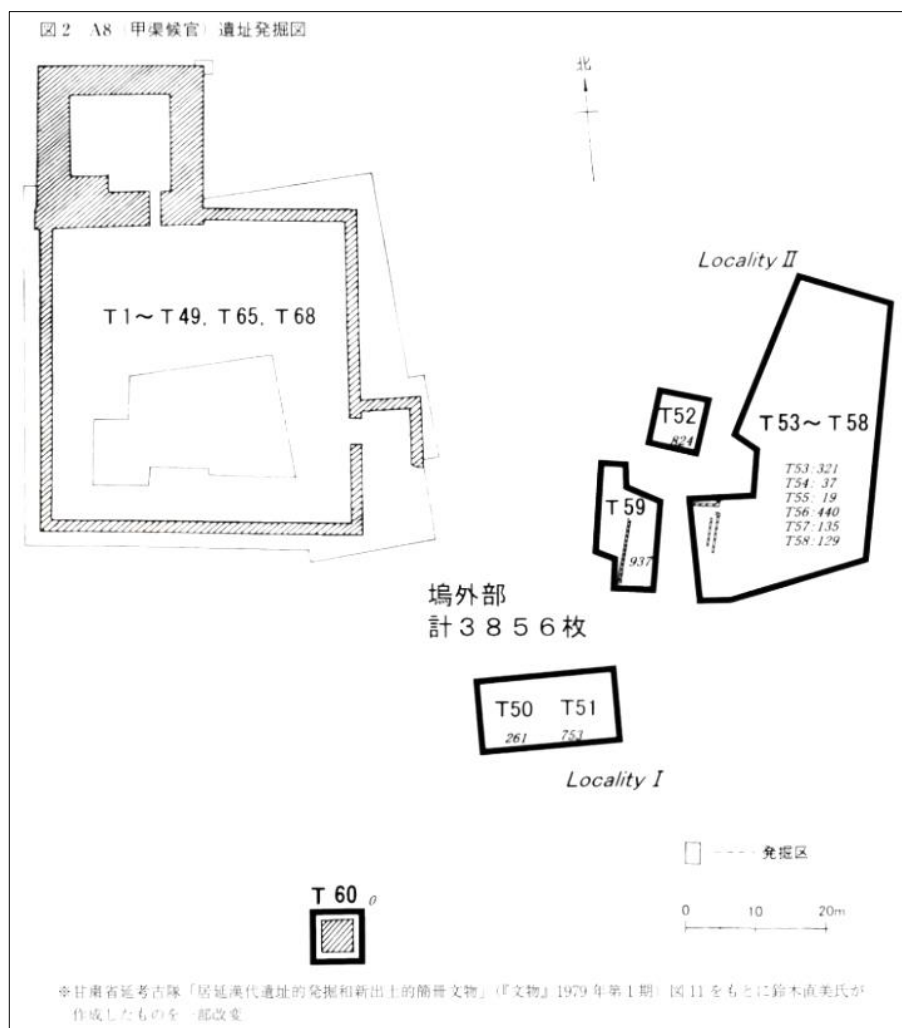 図2 A8（甲渠候官）遺址発掘図
北
Locality Ⅱ
T1～T49, T65, T68
T52
824
T53～T58
T53:321
T54: 37
T55: 19
T56:440
T57:135
T58:129
T59
937
塢外部
計3856枚
T50
T51
261
753
Locality Ⅰ
発掘区
T 60 0
0 10 20m
※甘粛省延考古隊「居延漢代遺址的発掘和新出土的簡冊文物」（『文物』1979年第1期）図11をもとに鈴木直美氏が
作成したものを一部改変